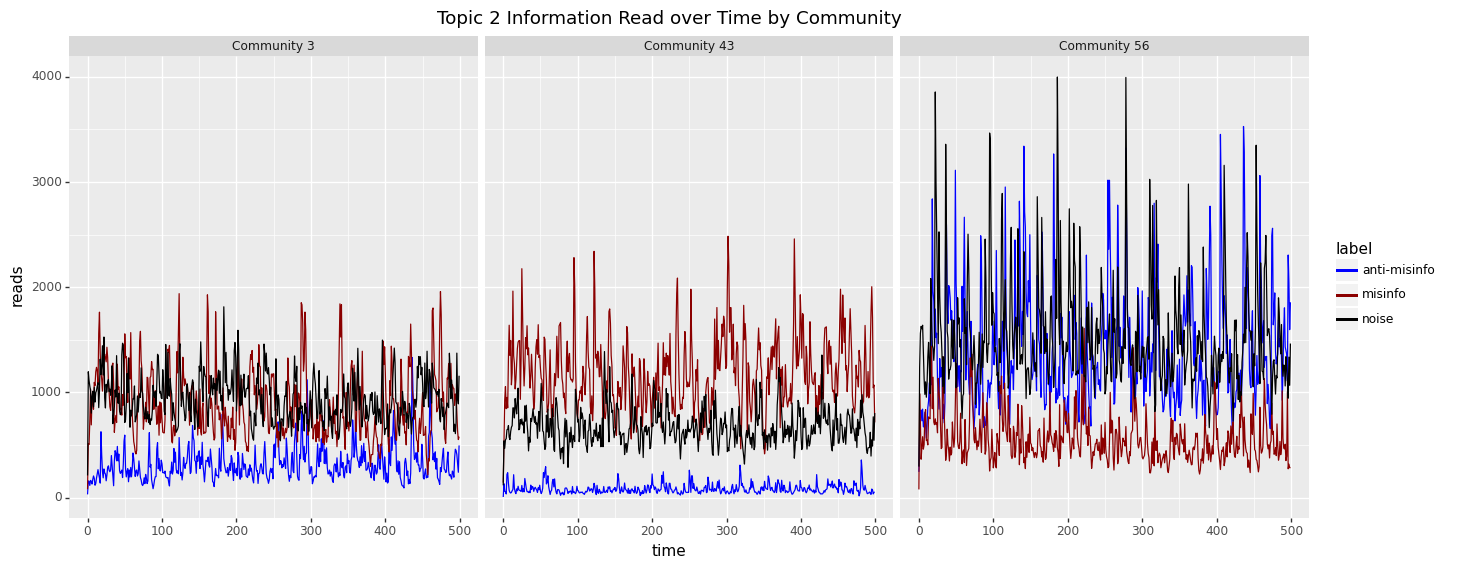 Topic 2 Information Read over Time by Community
Community 3
Community 43
Community 56
4000
3000
2000
1000
0
reads
0 100 200 300 400 500
0 100 200 300 400 500
0 100 200 300 400 500
time
label
anti-misinfo
misinfo
noise